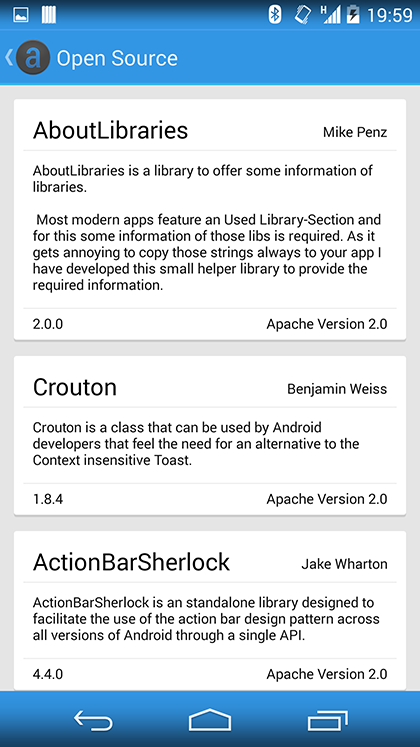 H 19:59
a Open Source
AboutLibraries Mike Penz
AboutLibraries is a library to offer some information of
libraries.
Most modern apps feature an Used Library-Section and
for this some information of those libs is required. As it
gets annoying to copy those strings always to your app I
have developed this small helper library to provide the
required information.
2.0.0 Apache Version 2.0
Crouton Benjamin Weiss
Crouton is a class that can be used by Android
developers that feel the need for an alternative to the
Context insensitive Toast.
1.8.4 Apache Version 2.0
ActionBarSherlock Jake Wharton
ActionBarSherlock is an standalone library designed to
facilitate the use of the action bar design pattern across
all versions of Android through a single API.
4.4.0 Apache Version 2.0